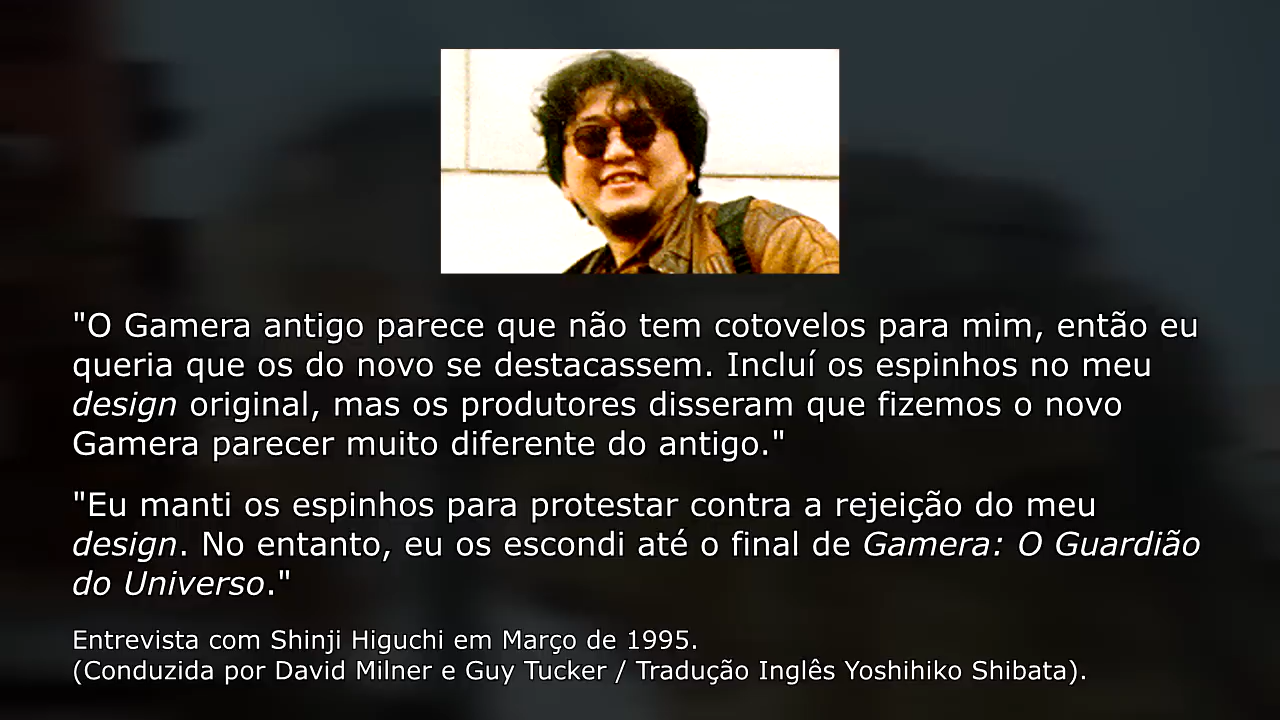 "O Gamera antigo parece que não tem cotovelos para mim, então eu
queria que os do novo se destacassem. Incluí os espinhos no meu
design original, mas os produtores disseram que fizemos o novo
Gamera parecer muito diferente do antigo."
"Eu manti os espinhos para protestar contra a rejeição do meu
design. No entanto, eu os escondi até o final de Gamera: O Guardião
do Universo."
Entrevista com Shinji Higuchi em Março de 1995.
(Conduzida por David Milner e Guy Tucker / Tradução Inglês Yoshihiko Shibata).